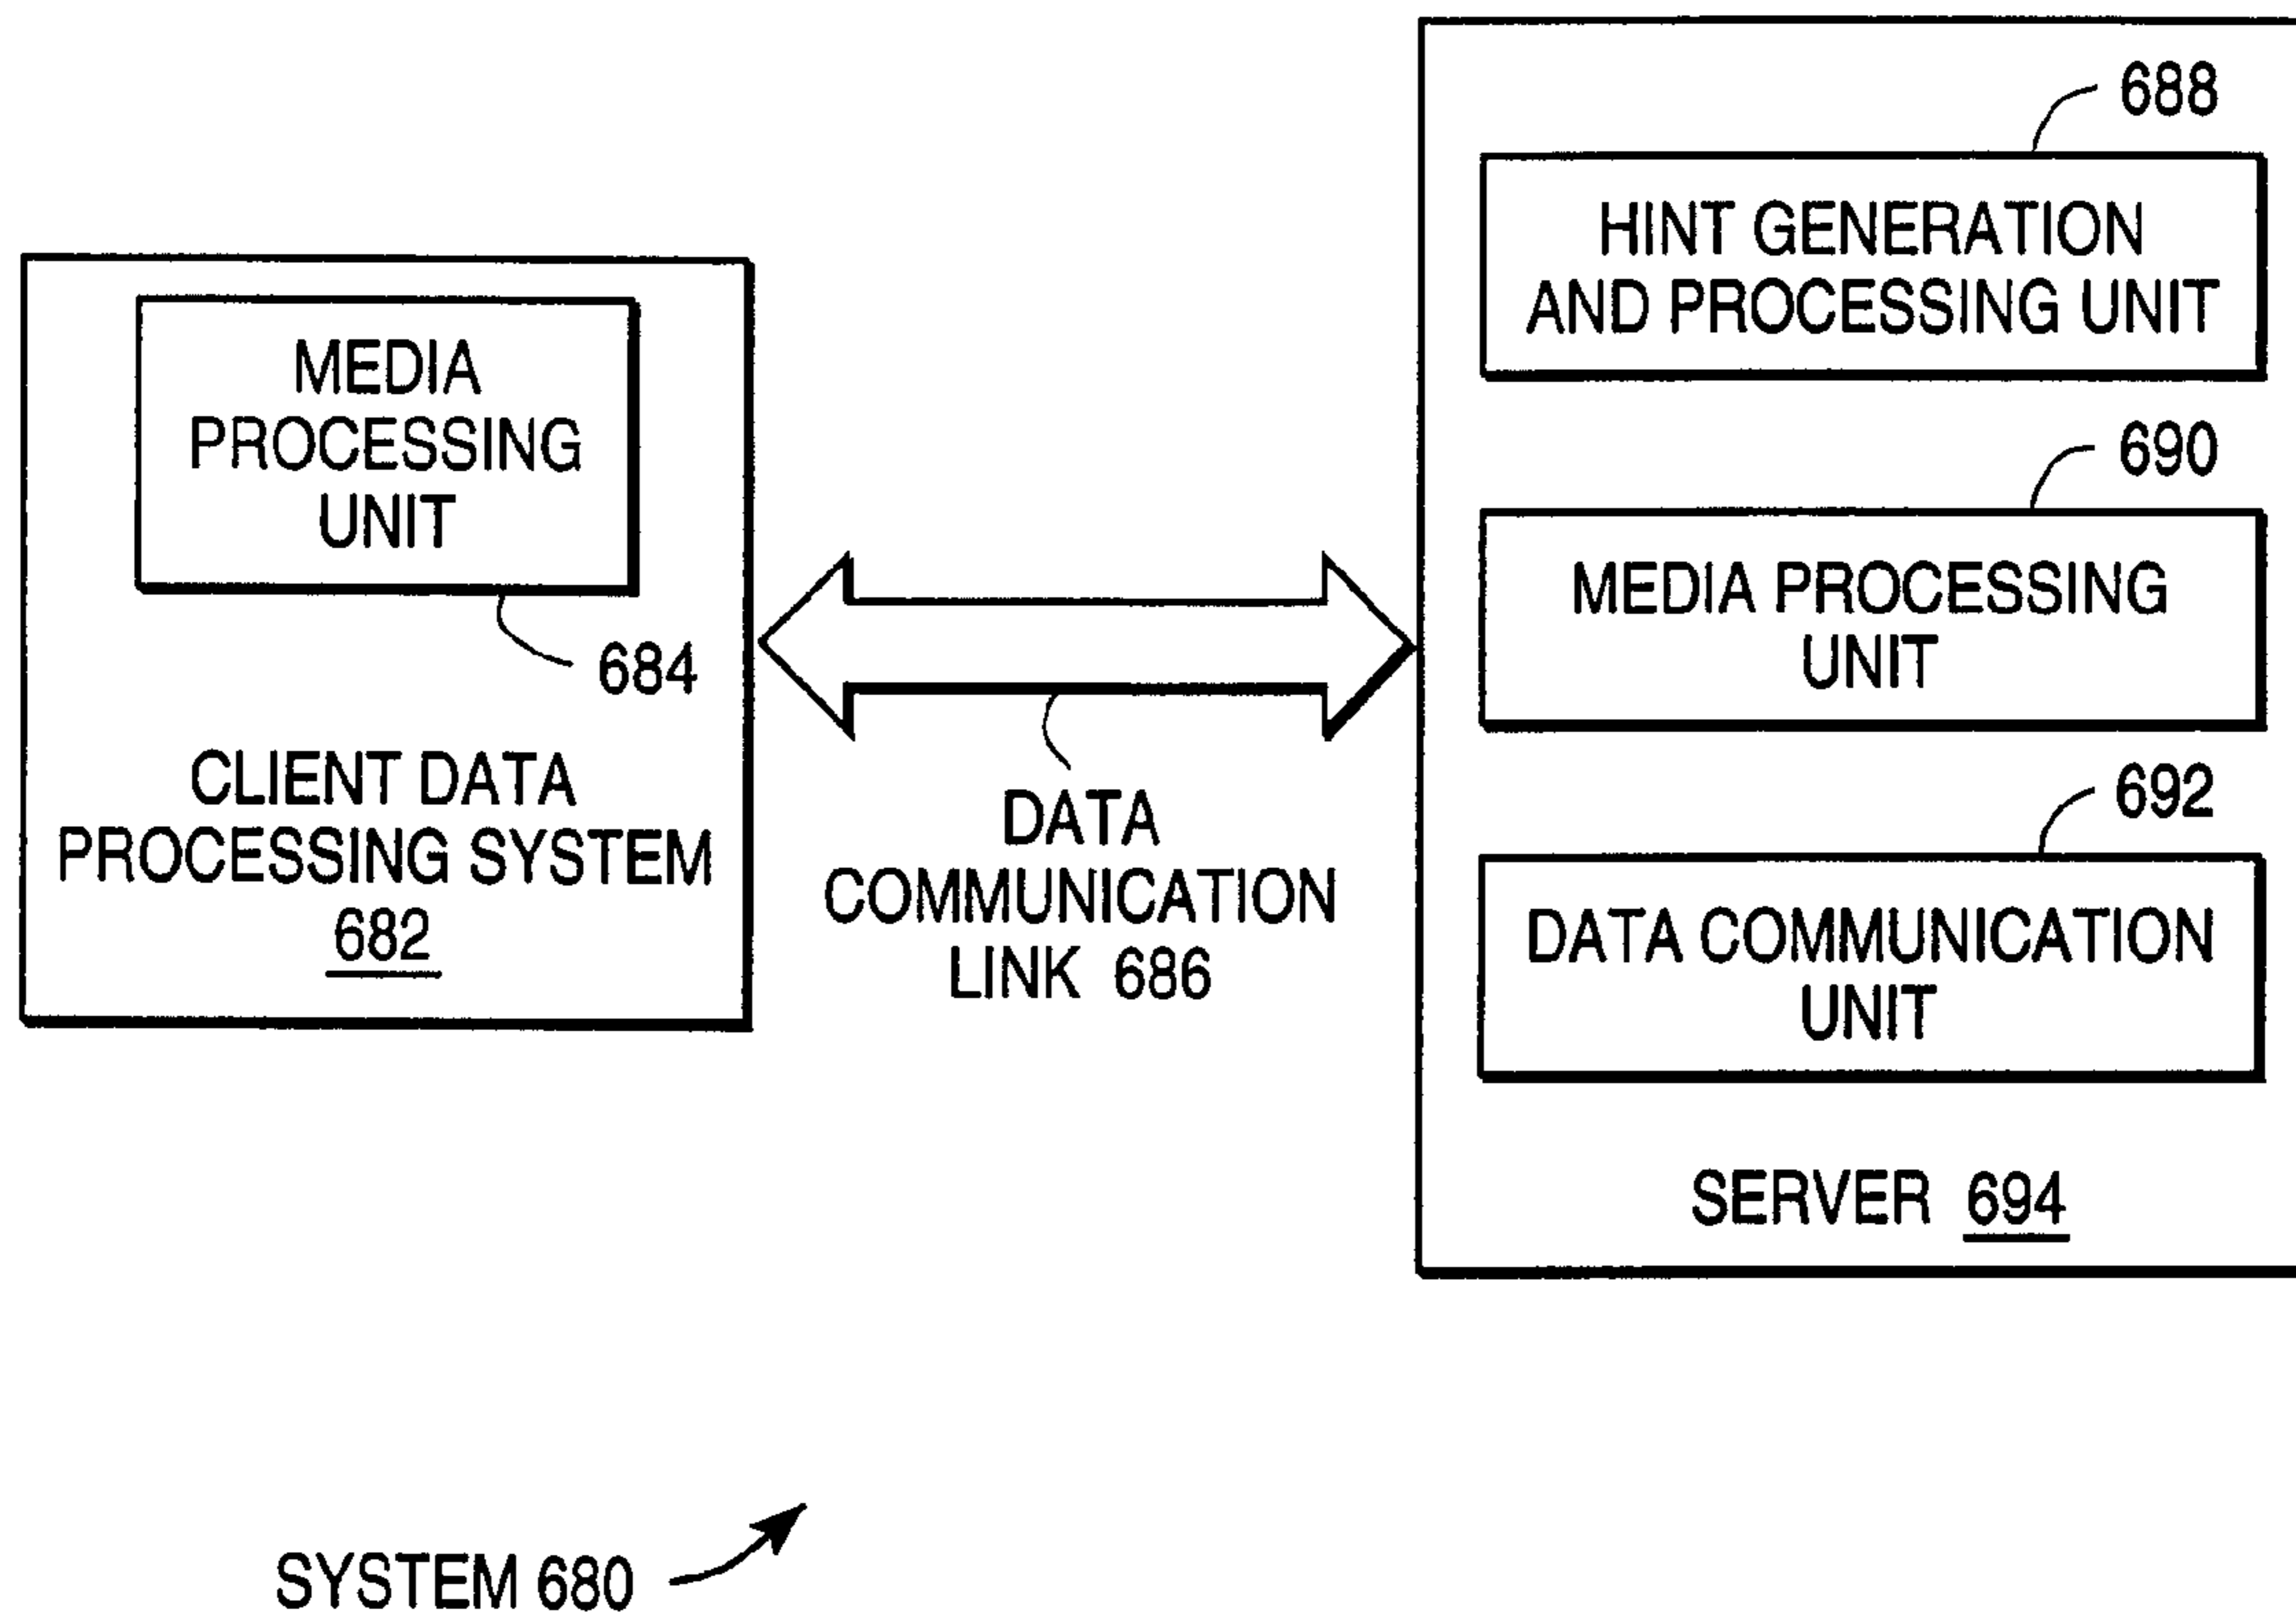 MEDIA
PROCESSING
UNIT
684
CLIENT DATA
PROCESSING SYSTEM
682
DATA
COMMUNICATION
LINK 686
688
HINT GENERATION
AND PROCESSING UNIT
690
MEDIA PROCESSING
UNIT
692
DATA COMMUNICATION
UNIT
SERVER 694
SYSTEM 680